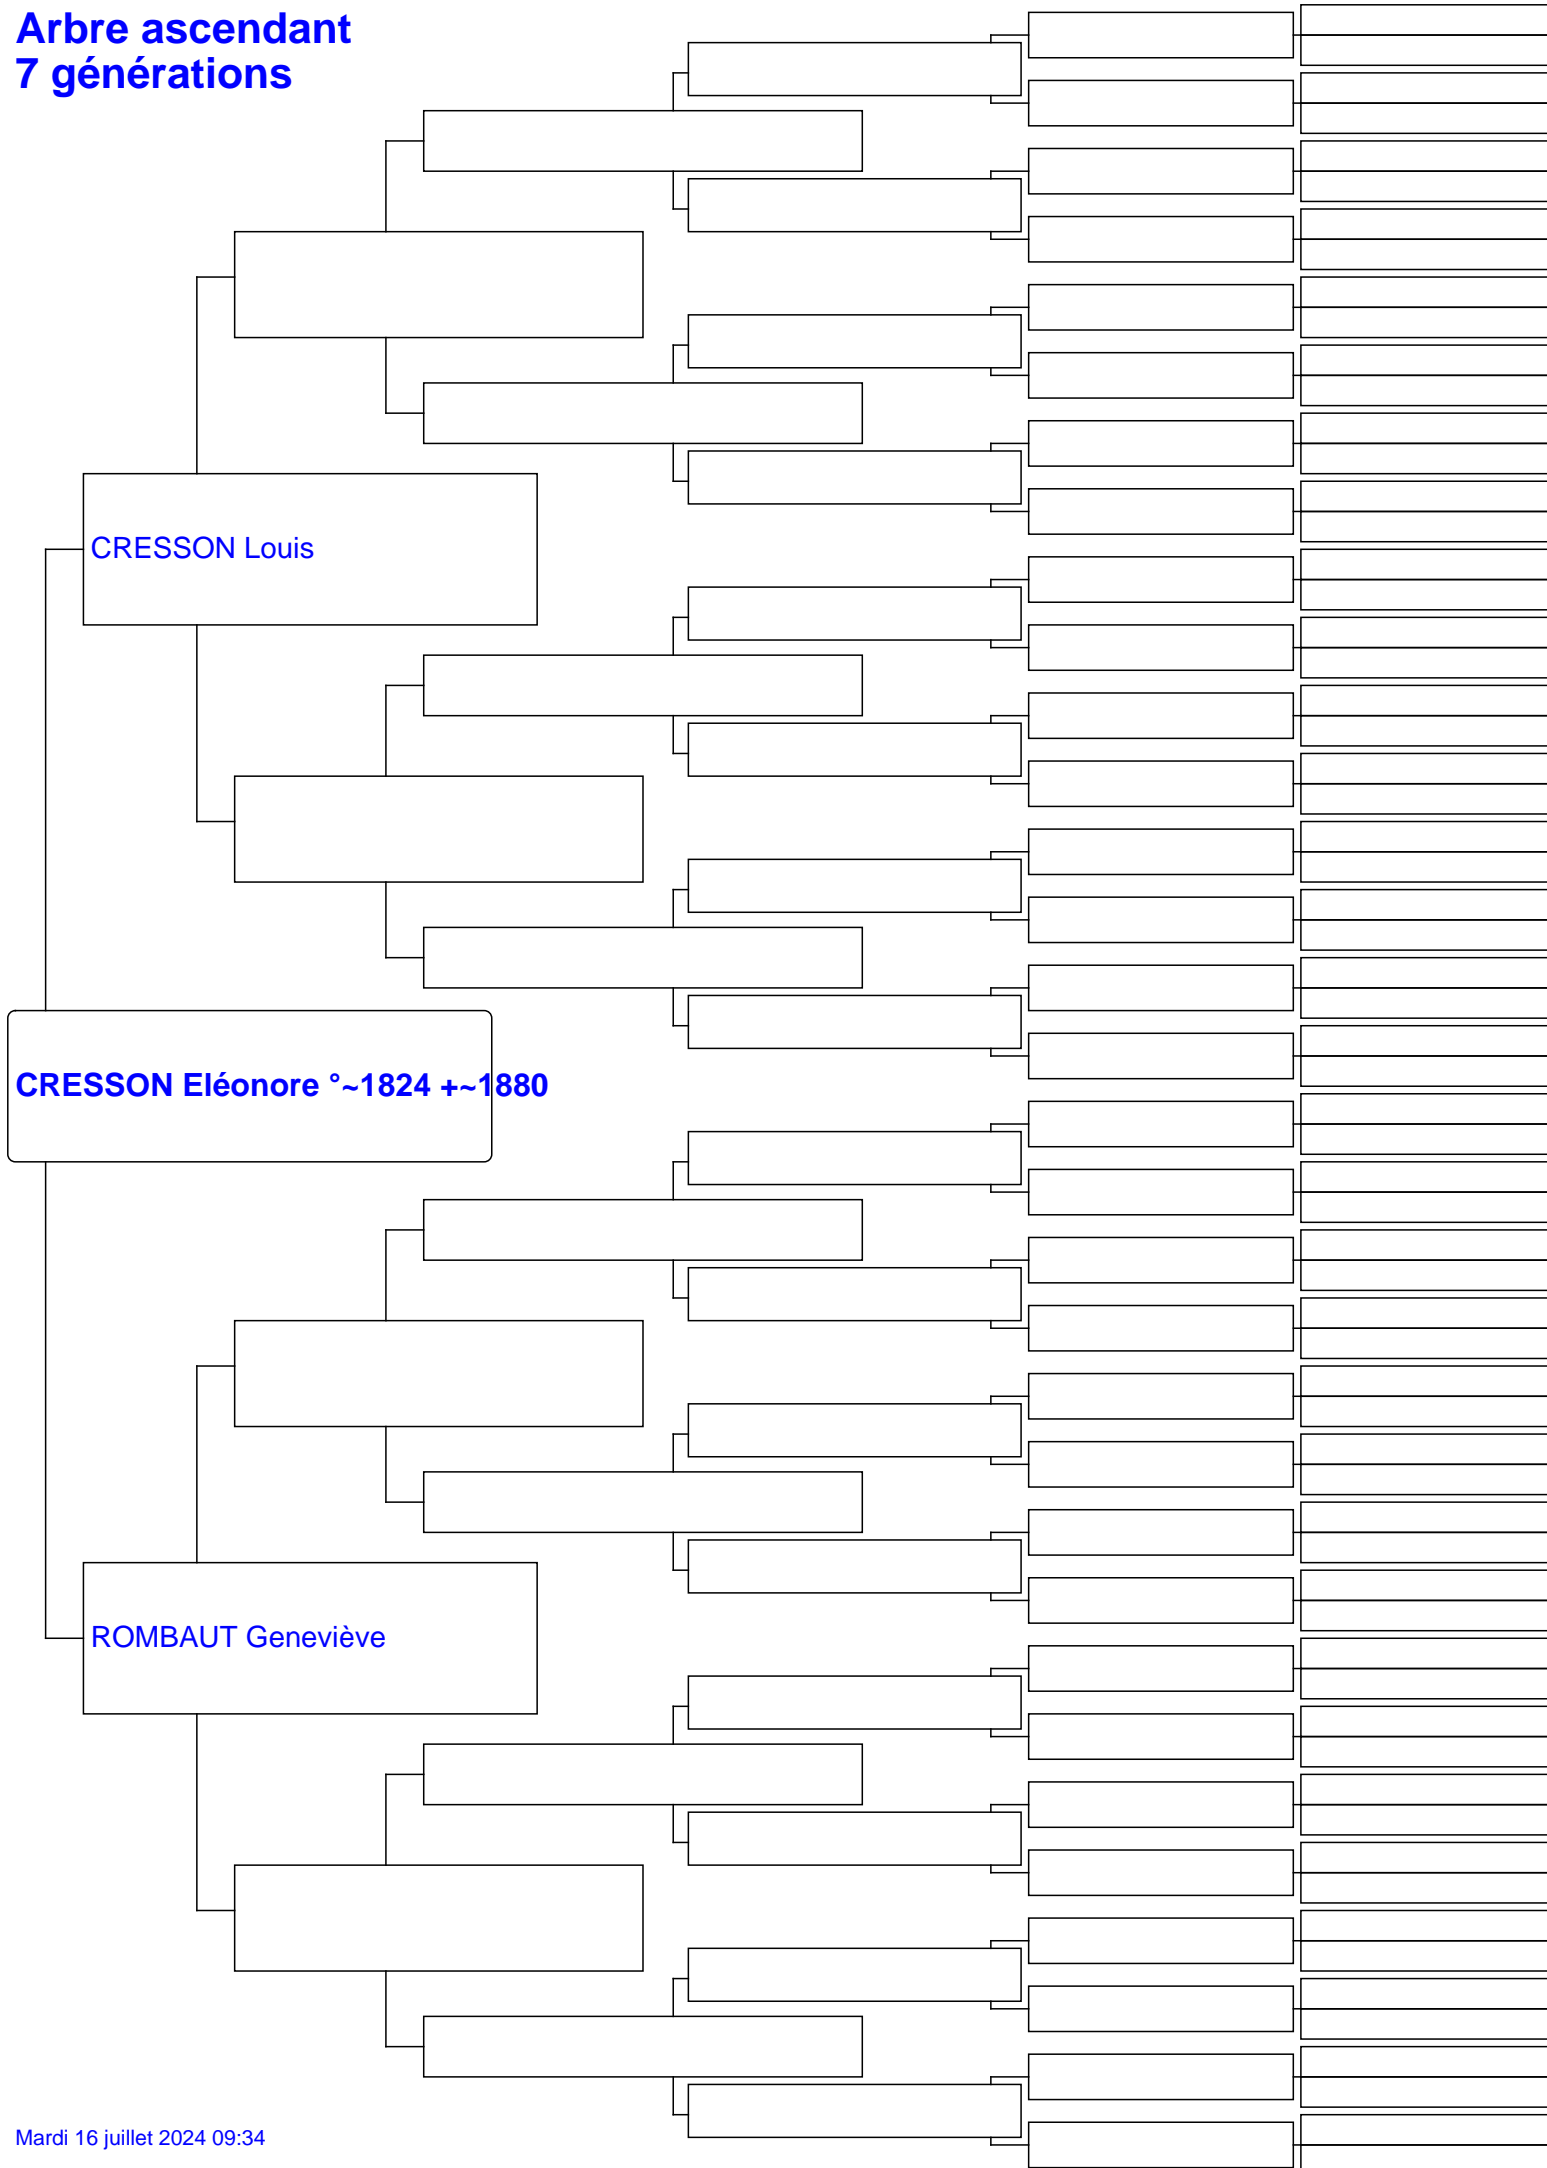 Arbre ascendant
7 générations
CRESSON Louis
CRESSON Eléonore °~1824 +~1880
ROMBAUT Geneviève
Mardi 16 juillet 2024 09:34